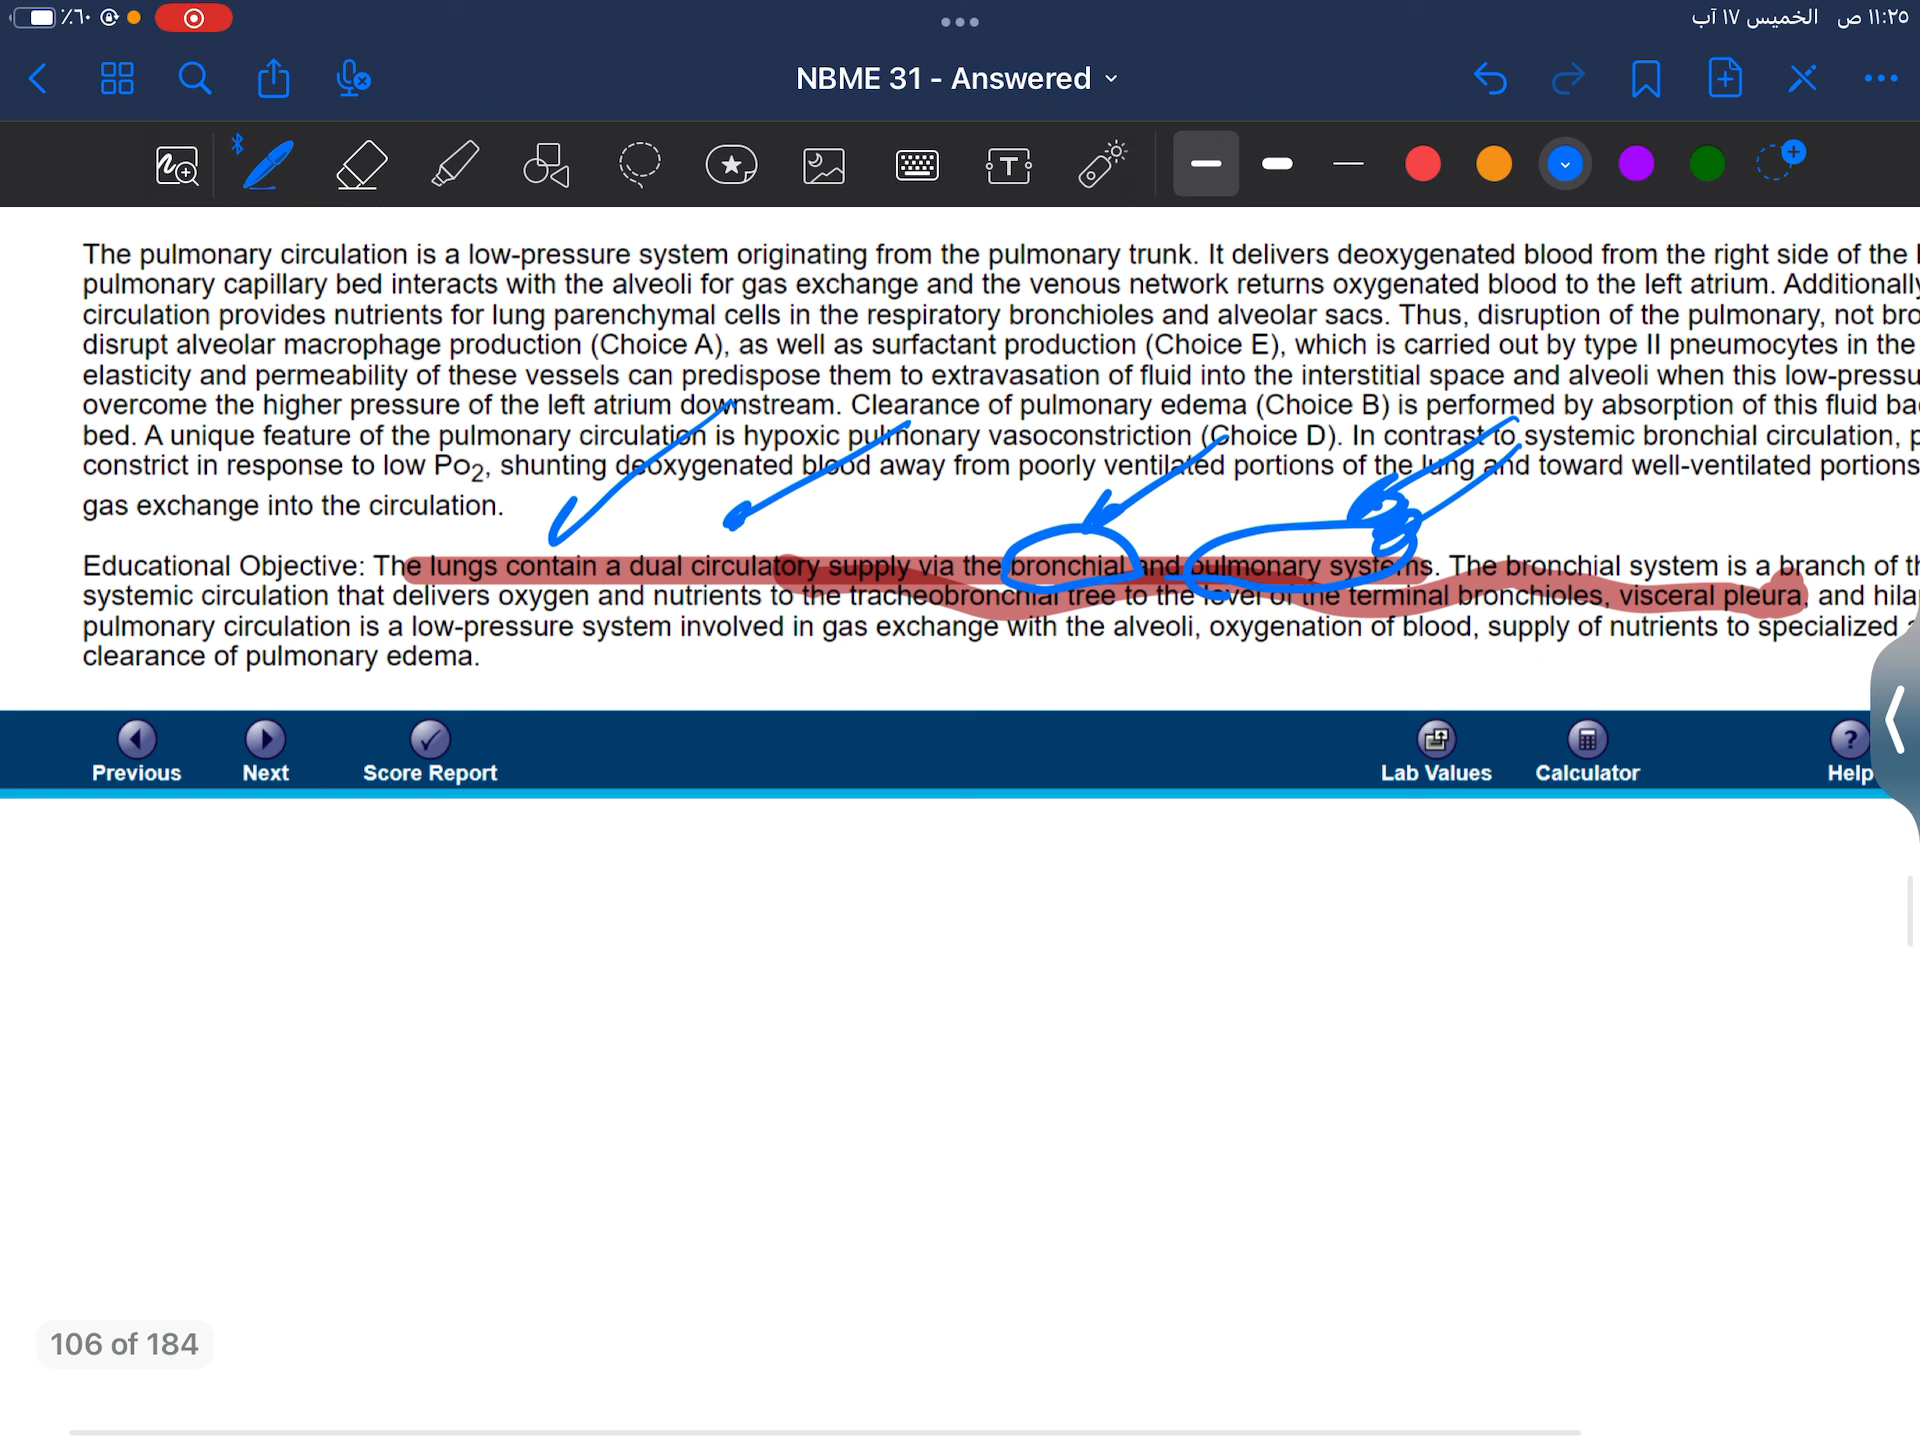 ٪٦٠
الخميس ١٧ آب ١١:٢٥ ص
NBME 31 - Answered
T
The pulmonary circulation is a low-pressure system originating from the pulmonary trunk. It delivers deoxygenated blood from the right side of the
pulmonary capillary bed interacts with the alveoli for gas exchange and the venous network returns oxygenated blood to the left atrium. Additionally
circulation provides nutrients for lung parenchymal cells in the respiratory bronchioles and alveolar sacs. Thus, disruption of the pulmonary, not bro
disrupt alveolar macrophage production (Choice A), as well as surfactant production (Choice E), which is carried out by type II pneumocytes in the
elasticity and permeability of these vessels can predispose them to extravasation of fluid into the interstitial space and alveoli when this low-pressu
overcome the higher pressure of the left atrium downstream. Clearance of pulmonary edema (Choice B) is performed by absorption of this fluid ba
bed. A unique feature of the pulmonary circulation is hypoxic pulmonary vasoconstriction (Choice D). In contrast to systemic bronchial circulation, p
constrict in response to low Po2, shunting deoxygenated blood away from poorly ventilated portions of the lung and toward well-ventilated portions
gas exchange into the circulation.
Educational Objective: The lungs contain a dual circulatory supply via the bronchial and pulmonary systems. The bronchial system is a branch of th
systemic circulation that delivers oxygen and nutrients to the tracheobronchial tree to the level of the terminal bronchioles, visceral pleura, and hila
pulmonary circulation is a low-pressure system involved in gas exchange with the alveoli, oxygenation of blood, supply of nutrients to specialized
clearance of pulmonary edema.
Previous Next Score Report Lab Values Calculator Help
106 of 184